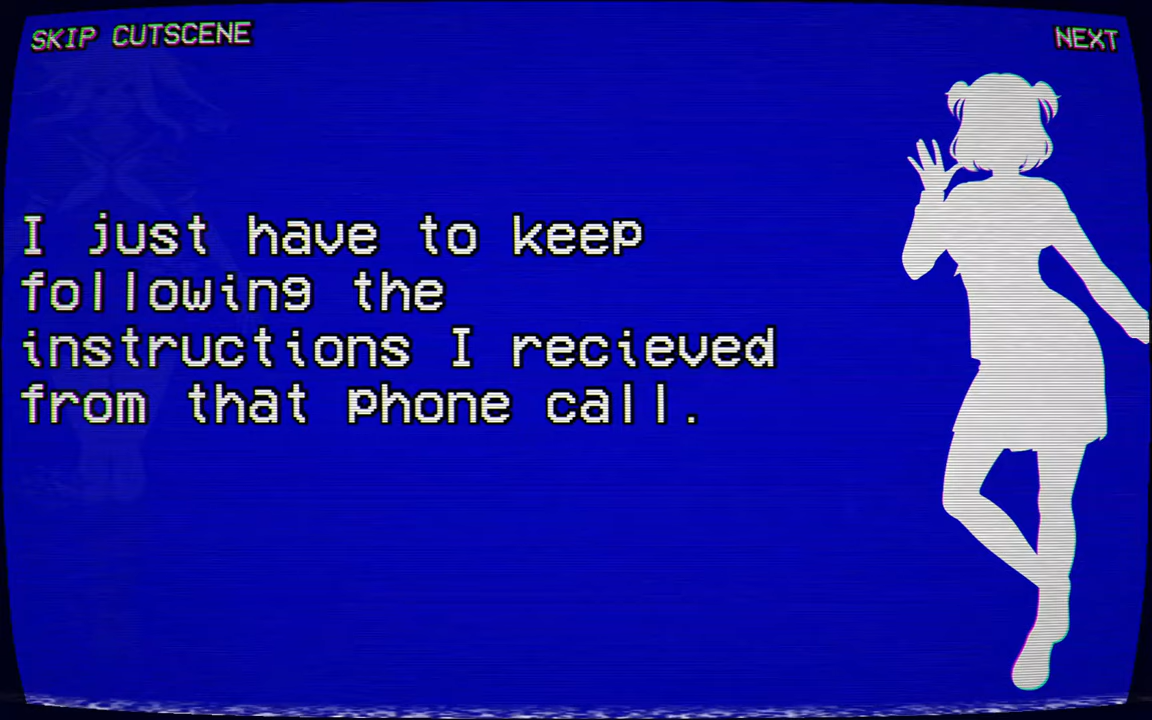 SKIP CUTSCENE
NEXT
I just have to keep
following the
instructions I recieved
from that phone call.